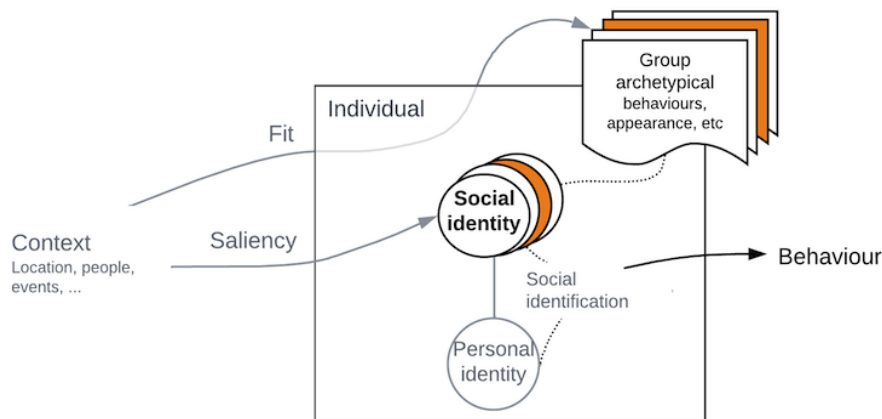 Group
archetypical
behaviours,
appearance, etc
Individual
Fit
Social
identity
Context
Location, people,
events, ...
Saliency
Behaviour
Social
identification
Personal
identity